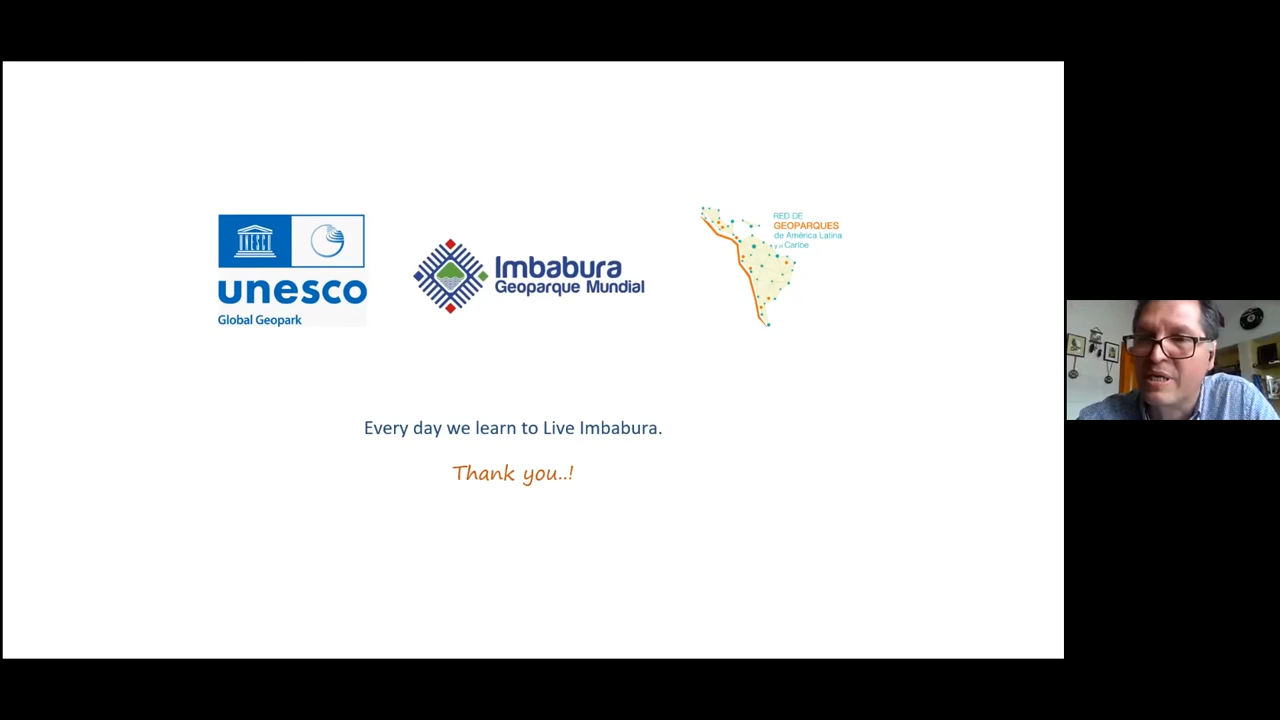 UNESCO
unesco
Global Geopark
Imbabura
Geoparque Mundial
RED DE
GEOPARQUES
de América Latina
y el Caribe
Every day we learn to Live Imbabura.
Thank you..!